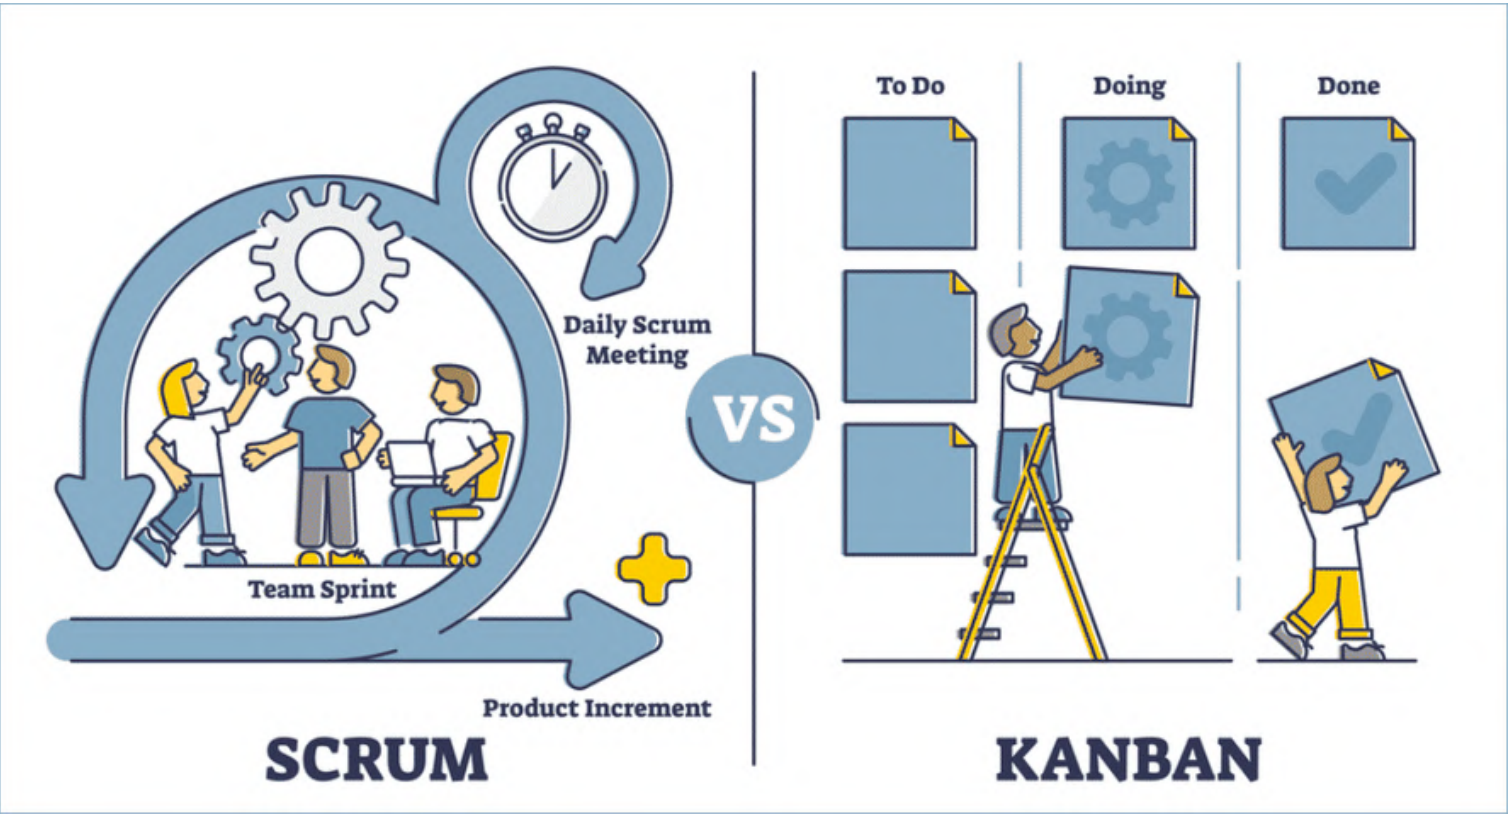 Daily Scrum
Meeting
Team Sprint
Product Increment
SCRUM
VS
To Do
Doing
Done
KANBAN